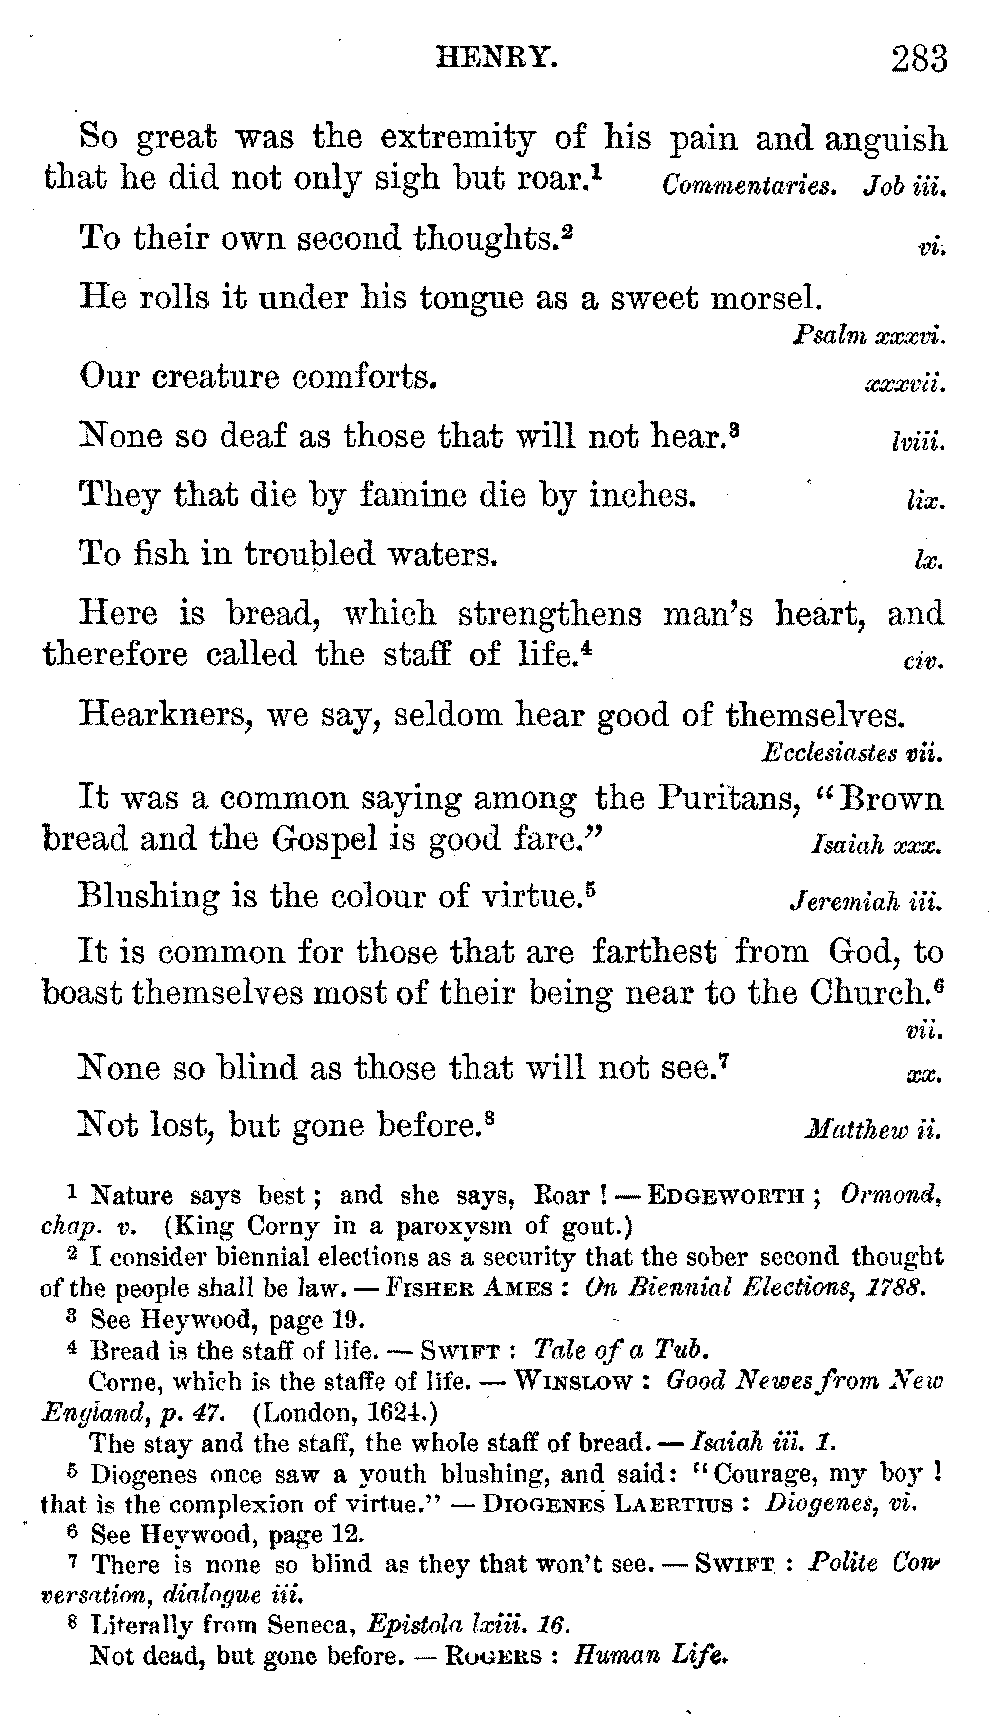 HENRY. 283
So great was the extremity of his pain and anguish
that he did not only sigh but roar.¹ Commentaries. Job iii.
To their own second thoughts.² vi.
He rolls it under his tongue as a sweet morsel.
Psalm xxxvi.
Our creature comforts. xxxvii.
None so deaf as those that will not hear.³ lviii.
They that die by famine die by inches. lix.
To fish in troubled waters. lx.
Here is bread, which strengthens man's heart, and
therefore called the staff of life.⁴ civ.
Hearkners, we say, seldom hear good of themselves.
Ecclesiastes vii.
It was a common saying among the Puritans, "Brown
bread and the Gospel is good fare." Isaiah xxx.
Blushing is the colour of virtue.⁵ Jeremiah iii.
It is common for those that are farthest from God, to
boast themselves most of their being near to the Church.⁶
vii.
None so blind as those that will not see.⁷ xx.
Not lost, but gone before.⁸ Matthew ii.
1 Nature says best; and she says, Roar! — EDGEWORTH; Ormond,
chap. v. (King Corny in a paroxysm of gout.)
2 I consider biennial elections as a security that the sober second thought
of the people shall be law. — FISHER AMES: On Biennial Elections, 1788.
3 See Heywood, page 19.
4 Bread is the staff of life. — SWIFT: Tale of a Tub.
Corne, which is the staffe of life. — WINSLOW: Good Newes from New
England, p. 47. (London, 1624.)
The stay and the staff, the whole staff of bread. — Isaiah iii. 1.
5 Diogenes once saw a youth blushing, and said: "Courage, my boy!
that is the complexion of virtue." — DIOGENES LAERTIUS: Diogenes, vi.
6 See Heywood, page 12.
7 There is none so blind as they that won't see. — SWIFT: Polite Con-
versation, dialogue iii.
8 Literally from Seneca, Epistola lxiii. 16.
Not dead, but gone before. — ROGERS: Human Life.